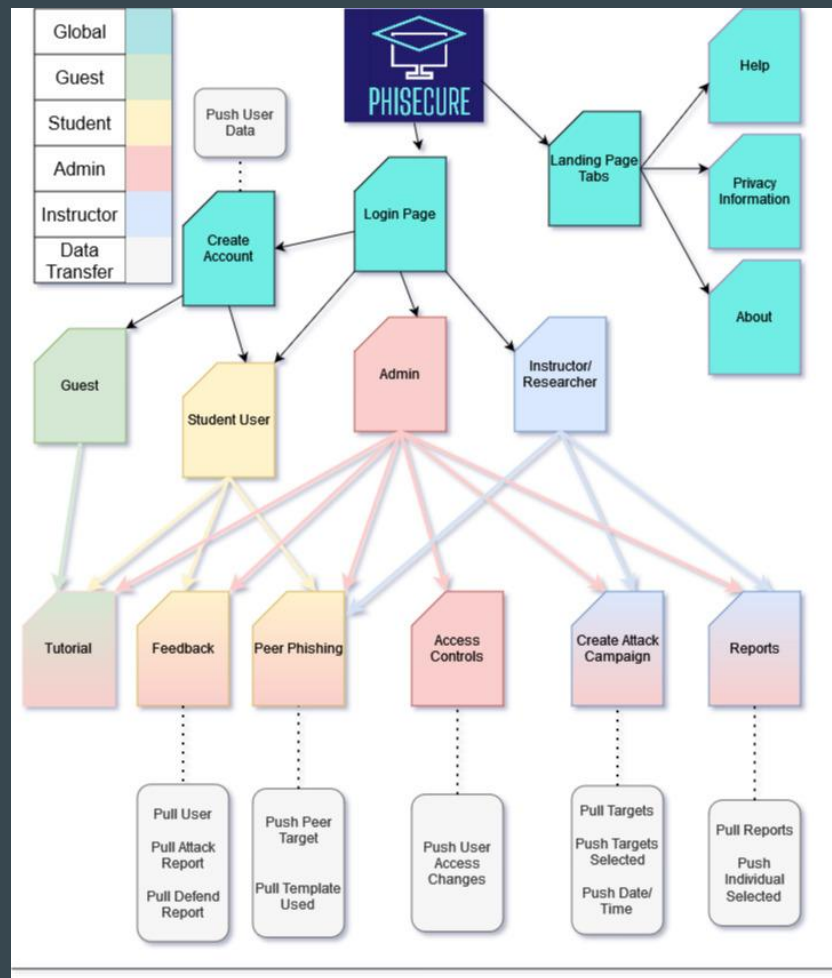 Global
Guest
Student
Admin
Instructor
Data
Transfer
PHISECURE
Push User
Data
Help
Landing Page
Tabs
Privacy
Information
About
Login Page
Create
Account
Guest
Student User
Admin
Instructor/
Researcher
Tutorial
Feedback
Peer Phishing
Access
Controls
Create Attack
Campaign
Reports
Pull User
Pull Attack
Report
Pull Defend
Report
Push Peer
Target
Pull Template
Used
Push User
Access
Changes
Pull Targets
Push Targets
Selected
Push Date/
Time
Pull Reports
Push
Individual
Selected